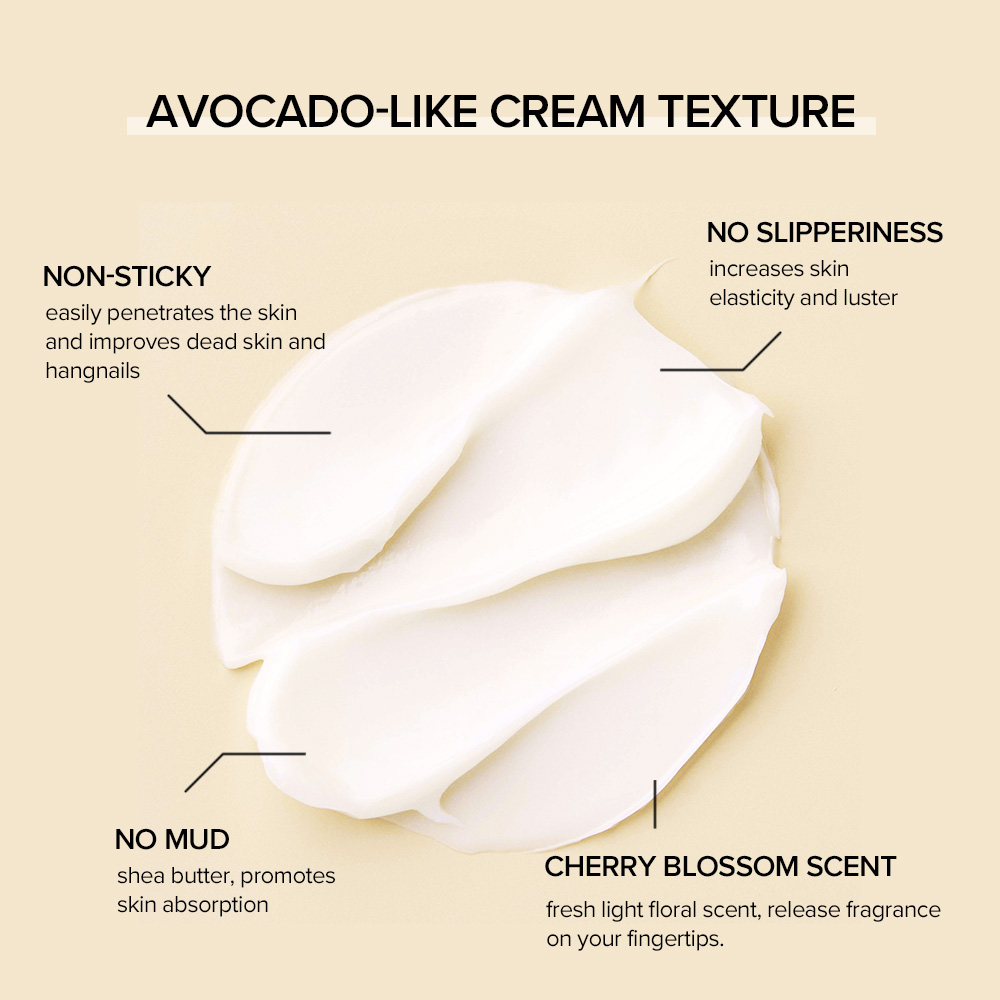 AVOCADO-LIKE CREAM TEXTURE
NO SLIPPERINESS
increases skin
elasticity and luster
NON-STICKY
easily penetrates the skin
and improves dead skin and
hangnails
NO MUD
shea butter, promotes
skin absorption
CHERRY BLOSSOM SCENT
fresh light floral scent, release fragrance
on your fingertips.